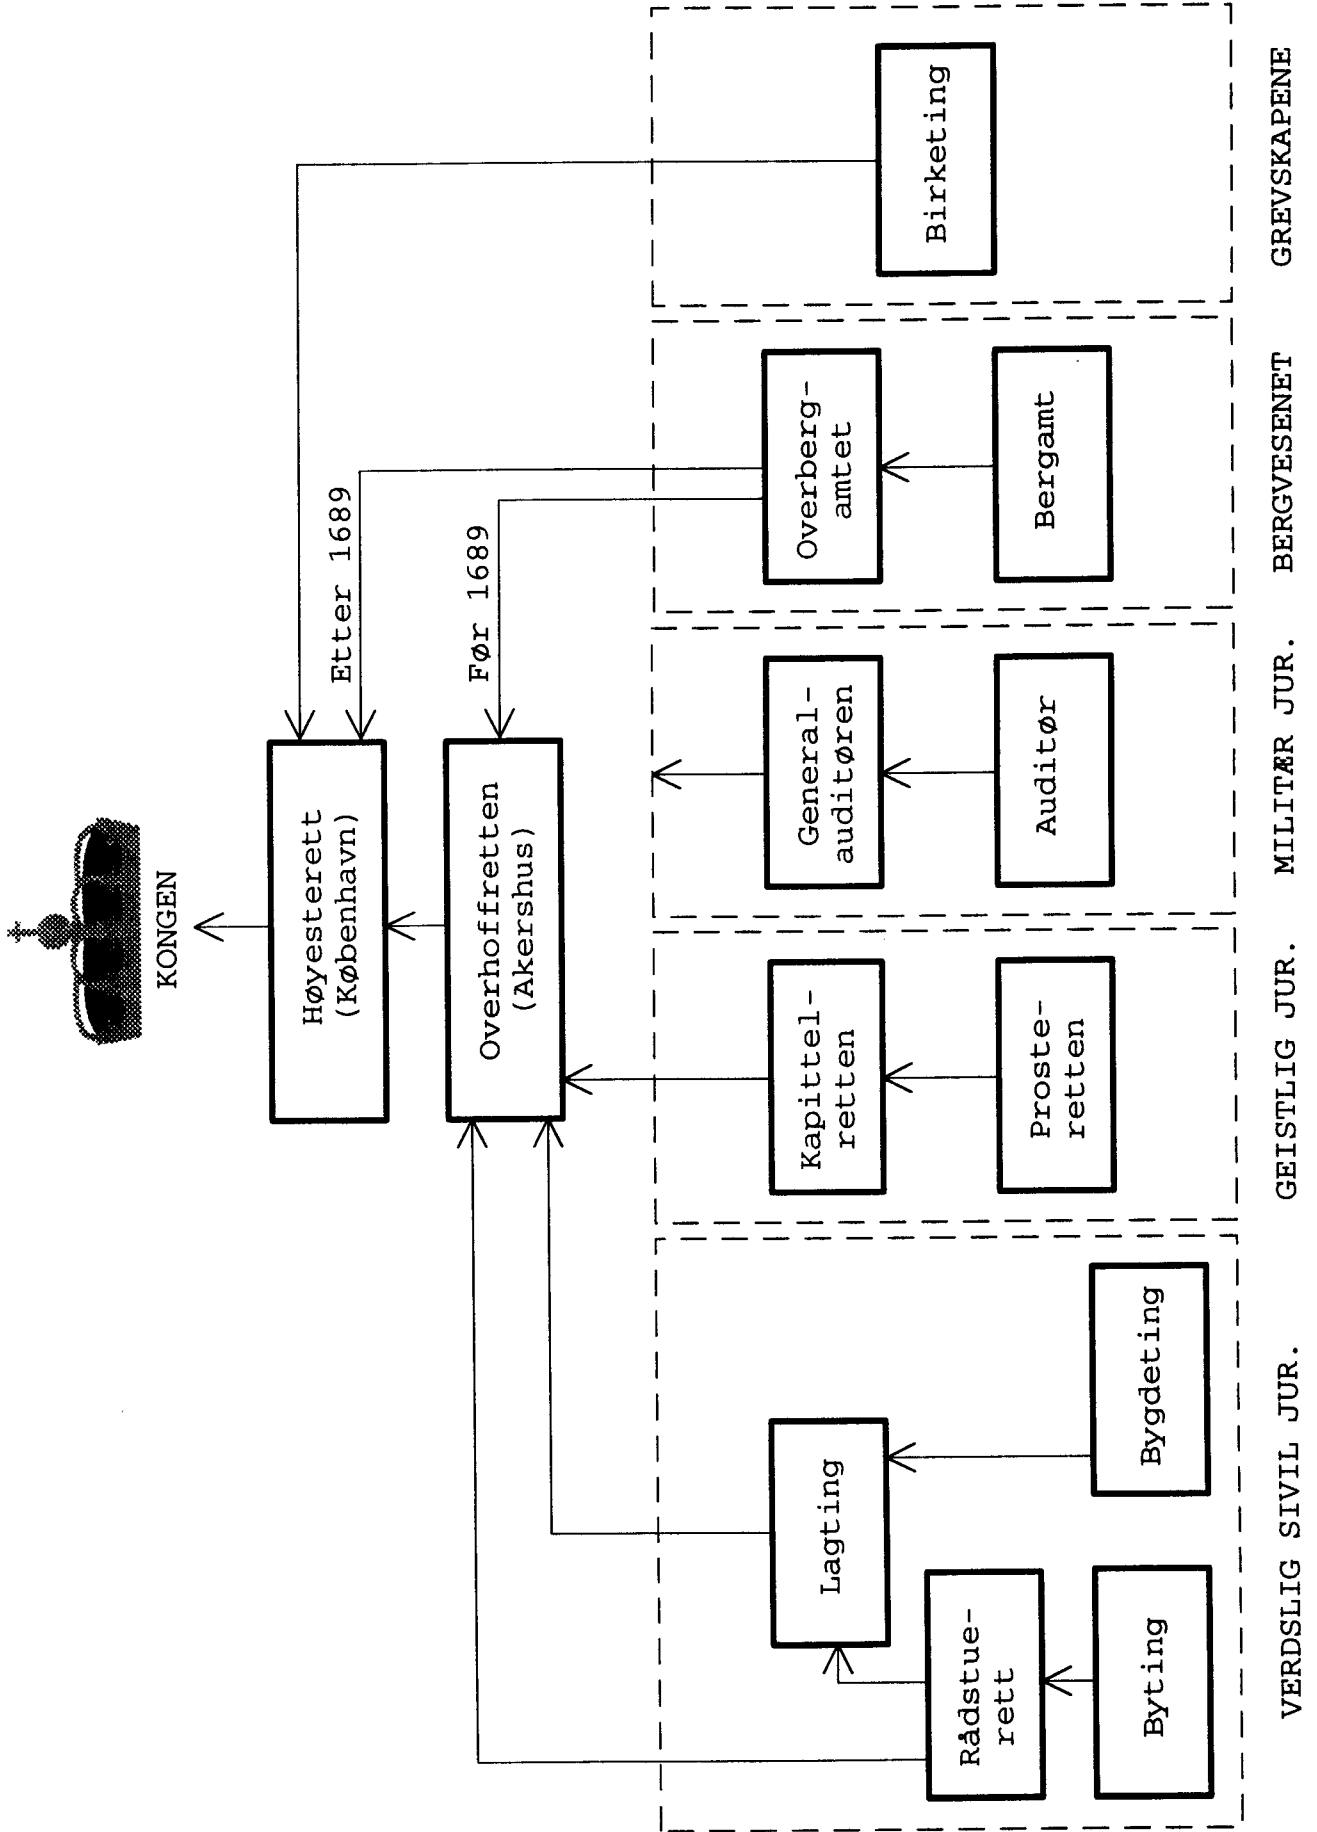 KONGEN
Høyesterett
(København)
Etter 1689
Overhoffretten
(Akershus)
Før 1689
Lagting
Rådstue-
rett
Byting
Bygdeting
Kapittel-
retten
Proste-
retten
General-
auditøren
Auditør
Overberg-
amtet
Bergamt
Birketing
VERDSLIG SIVIL JUR.
GEISTLIG JUR.
MILITÆR JUR.
BERGVESENET
GREVSKAPENE